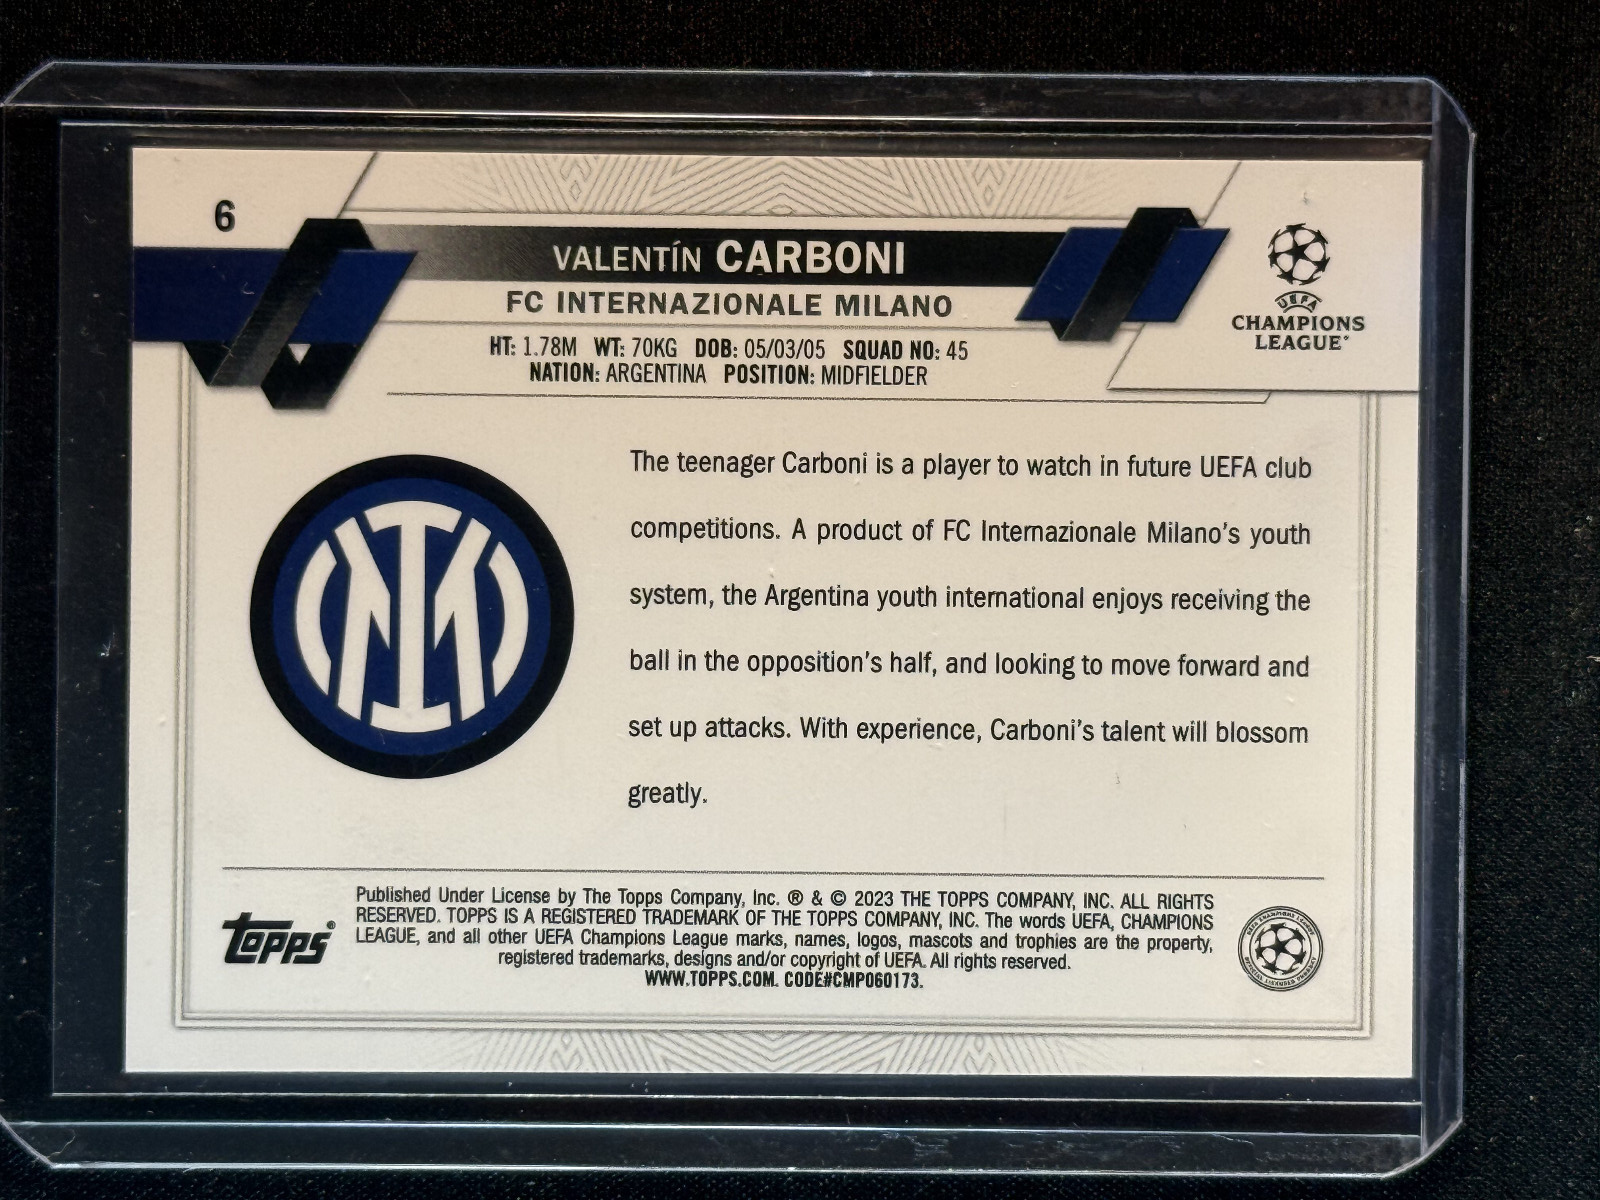 6
VALENTÍN CARBONI
FC INTERNAZIONALE MILANO
HT: 1.78M WT: 70KG DOB: 05/03/05 SQUAD NO: 45
NATION: ARGENTINA POSITION: MIDFIELDER
UEFA
CHAMPIONS
LEAGUE®
The teenager Carboni is a player to watch in future UEFA club
competitions. A product of FC Internazionale Milano's youth
system, the Argentina youth international enjoys receiving the
ball in the opposition's half, and looking to move forward and
set up attacks. With experience, Carboni's talent will blossom
greatly.
Published Under License by The Topps Company, Inc. ® & © 2023 THE TOPPS COMPANY, INC. ALL RIGHTS
RESERVED. TOPPS IS A REGISTERED TRADEMARK OF THE TOPPS COMPANY, INC. The words UEFA, CHAMPIONS
LEAGUE, and all other UEFA Champions League marks, names, logos, mascots and trophies are the property,
registered trademarks, designs and/or copyright of UEFA. All rights reserved.
WWW.TOPPS.COM. CODE#CMP060173.
topps®
UEFA CHAMPIONS LEAGUE
OFFICIAL LICENSED PRODUCT